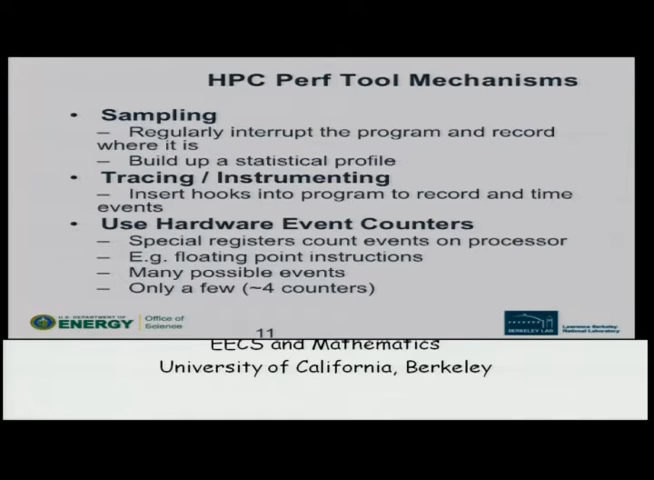 HPC Perf Tool Mechanisms
• Sampling
– Regularly interrupt the program and record
where it is
– Build up a statistical profile
• Tracing / Instrumenting
– Insert hooks into program to record and time
events
• Use Hardware Event Counters
– Special registers count events on processor
– E.g. floating point instructions
– Many possible events
– Only a few (~4 counters)
U.S. DEPARTMENT OF
ENERGY
Office of
Science
11
BERKELEY LAB
Lawrence Berkeley
National Laboratory
EECS and Mathematics
University of California, Berkeley